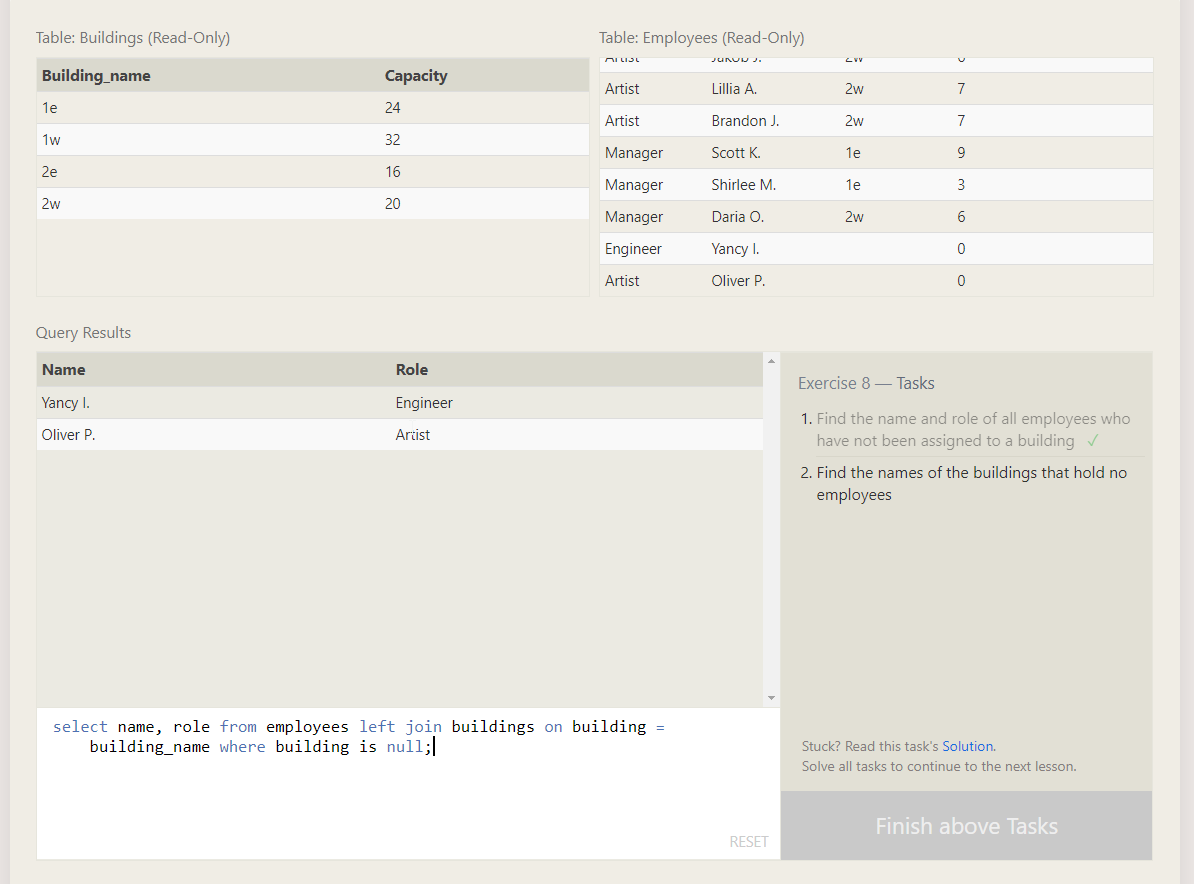 Table: Buildings (Read-Only)
Building_name Capacity
1e 24
1w 32
2e 16
2w 20
Table: Employees (Read-Only)
Artist Jakob J. 2w 6
Artist Lillia A. 2w 7
Artist Brandon J. 2w 7
Manager Scott K. 1e 9
Manager Shirlee M. 1e 3
Manager Daria O. 2w 6
Engineer Yancy I. 0
Artist Oliver P. 0
Query Results
Name Role
Yancy I. Engineer
Oliver P. Artist
Exercise 8 — Tasks
1. Find the name and role of all employees who
have not been assigned to a building ✓
2. Find the names of the buildings that hold no
employees
select name, role from employees left join buildings on building =
building_name where building is null;
RESET
Stuck? Read this task's Solution.
Solve all tasks to continue to the next lesson.
Finish above Tasks